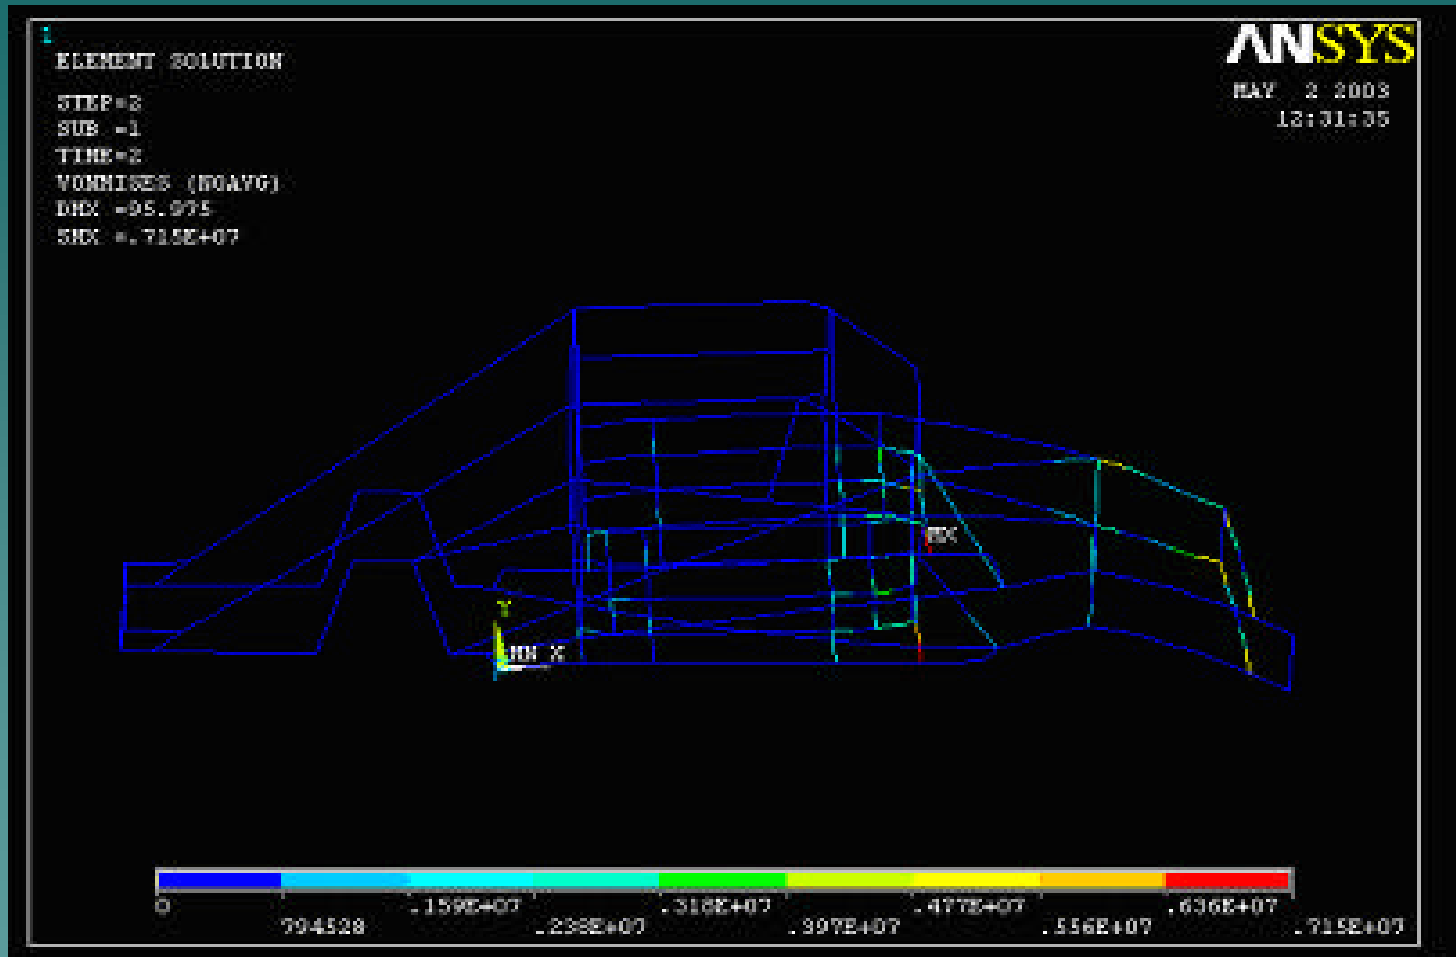 1
ELEMENT SOLUTION
STEP=2
SUB =1
TIME=2
VONMISES (NOAVG)
DMX =95.975
SMX =.715E+07
ANSYS
MAY 2 2003
12:31:35
MX
Y
MN X
0
794528
.159E+07
.238E+07
.318E+07
.397E+07
.477E+07
.556E+07
.636E+07
.715E+07